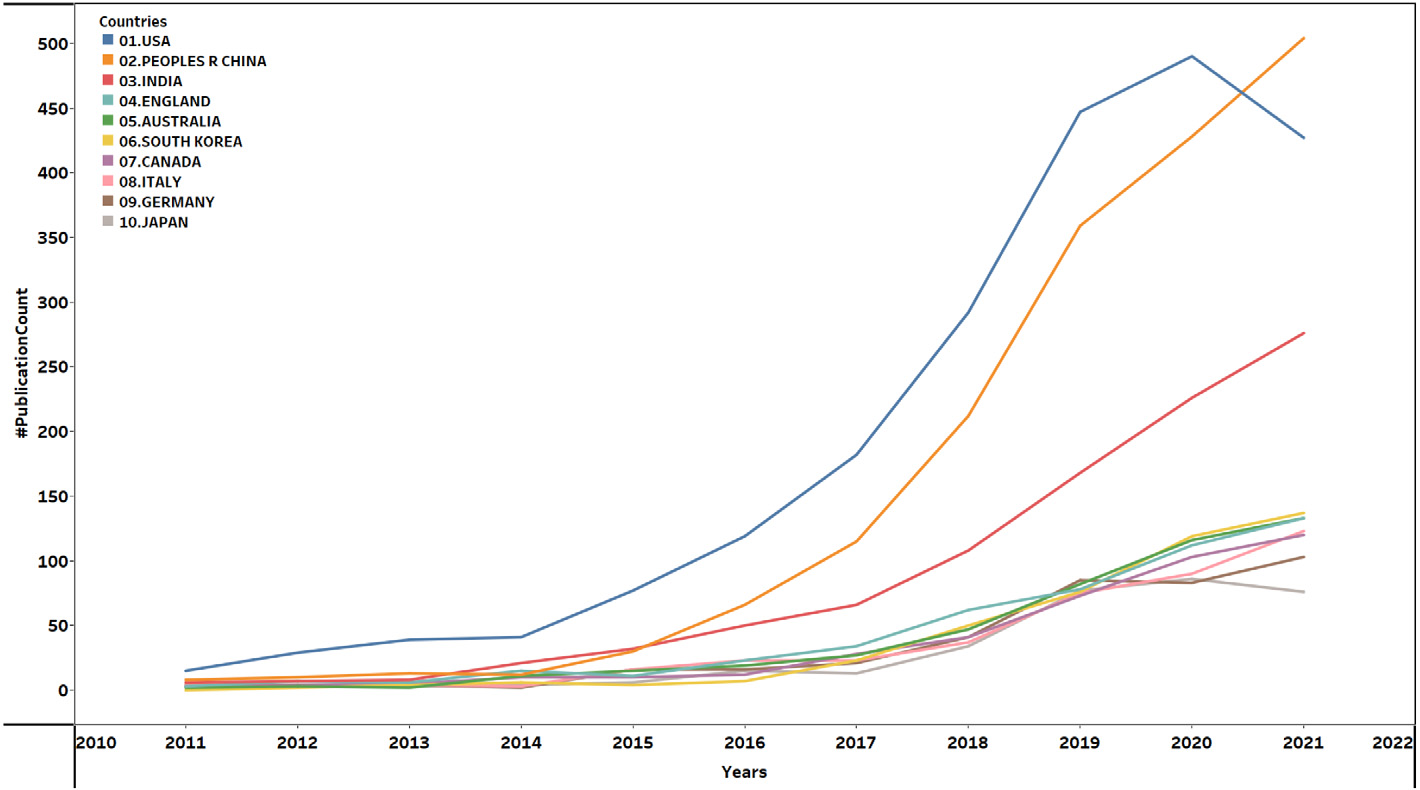 Countries
01.USA
02.PEOPLES R CHINA
03.INDIA
04.ENGLAND
05.AUSTRALIA
06.SOUTH KOREA
07.CANADA
08.ITALY
09.GERMANY
10.JAPAN
500
450
400
350
300
250
200
150
100
50
0
#PublicationCount
2010 2011 2012 2013 2014 2015 2016 2017 2018 2019 2020 2021 2022
Years